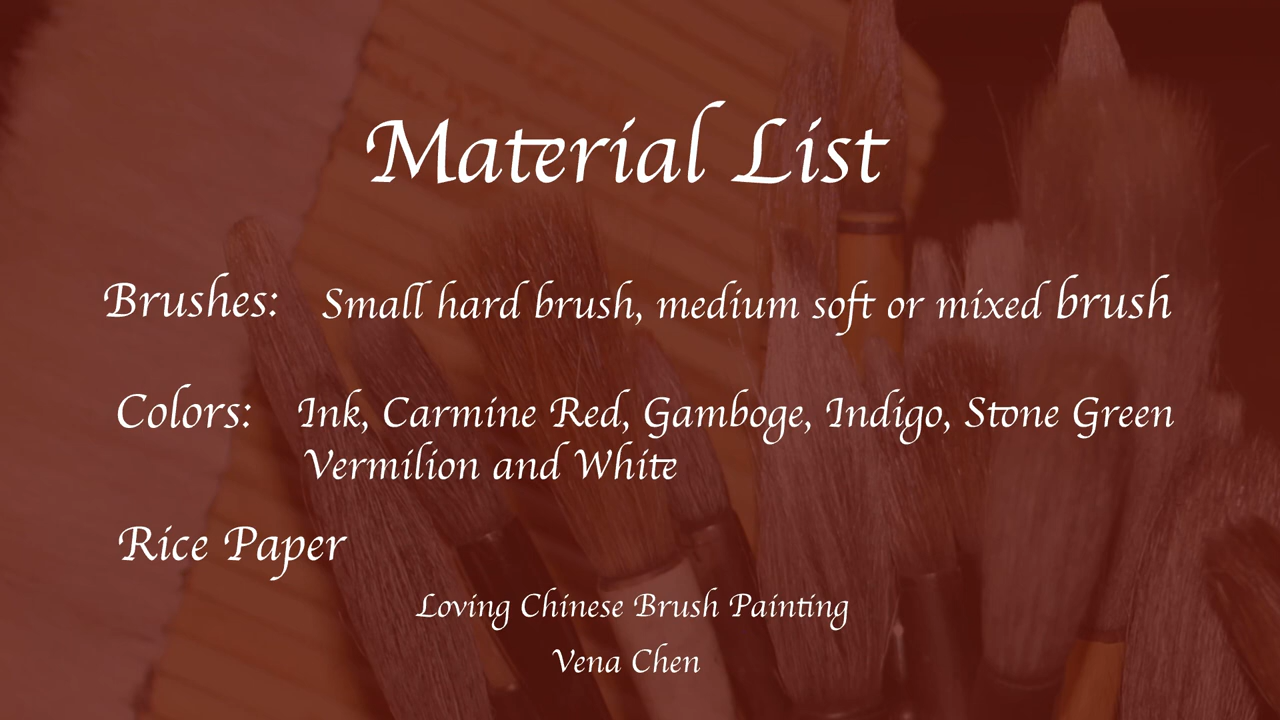 Material List
Brushes: Small hard brush, medium soft or mixed brush
Colors: Ink, Carmine Red, Gamboge, Indigo, Stone Green
Vermilion and White
Rice Paper
Loving Chinese Brush Painting
Vena Chen